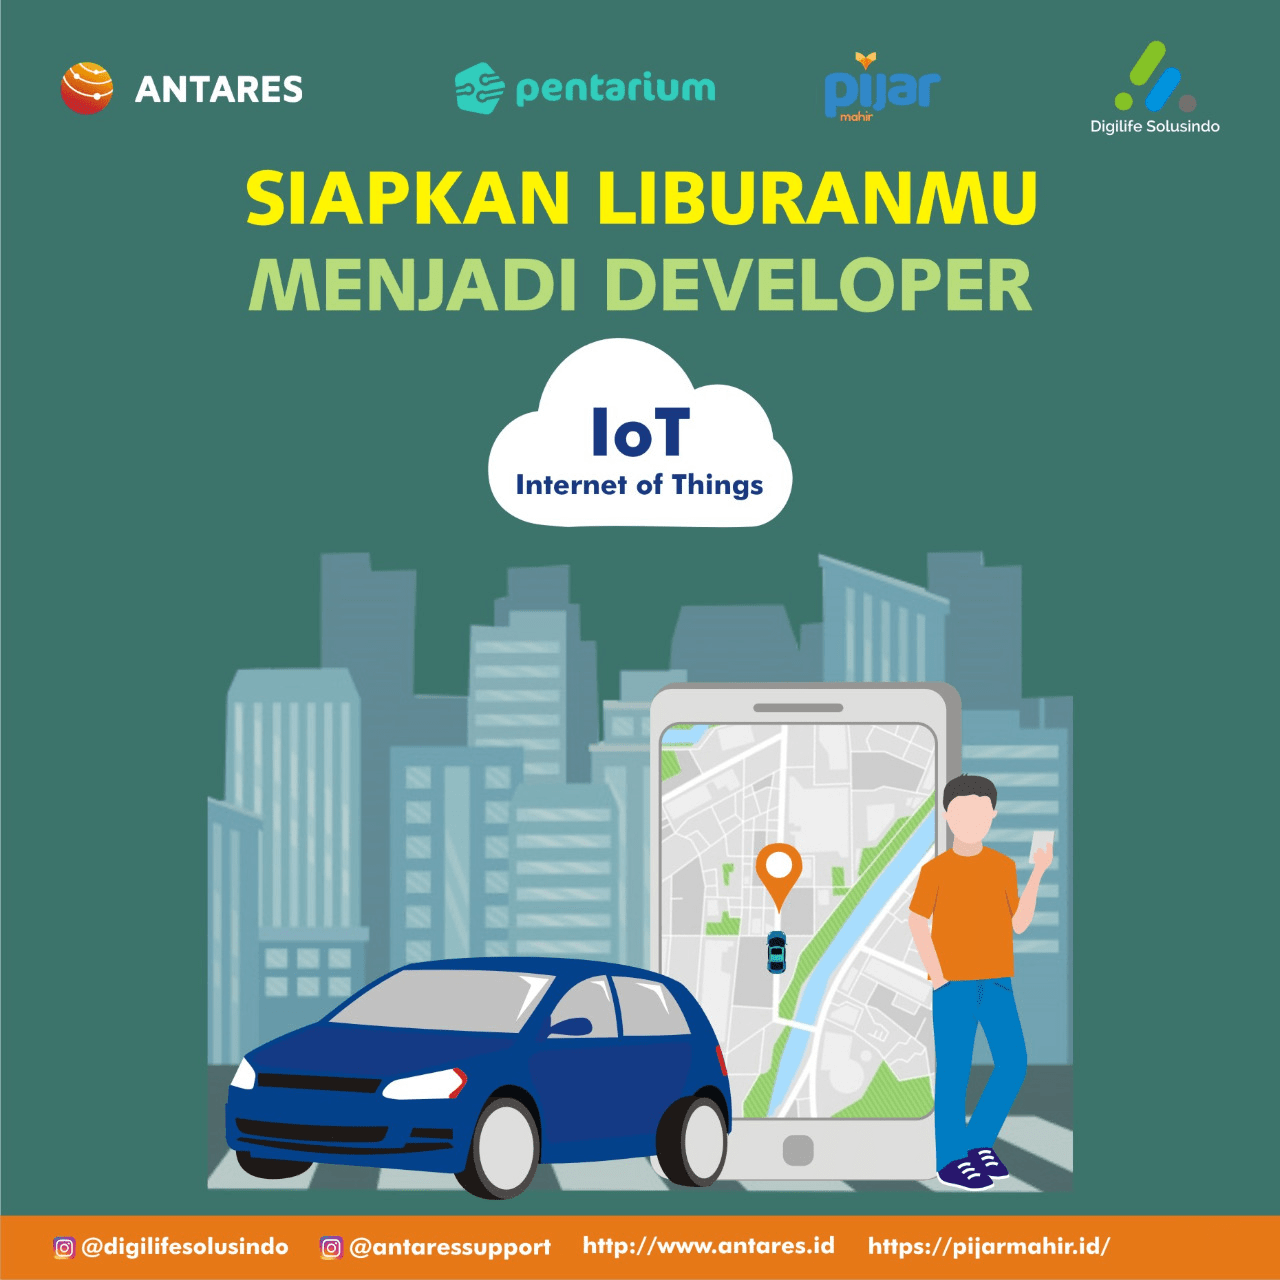 ANTARES
pentarium
pijar
mahir
Digilife Solusindo
SIAPKAN LIBURANMU
MENJADI DEVELOPER
IoT
Internet of Things
@digilifesolusindo @antaressupport http://www.antares.id https://pijarmahir.id/